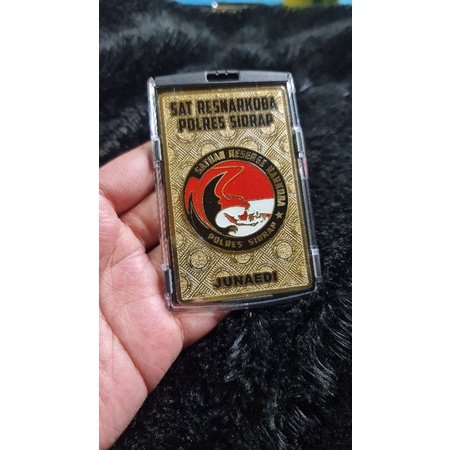 SAT RESNARKOBA
POLRES SIDRAP
SATUAN RESERSE NARKOBA
POLRES SIDRAP
JUNAEDI